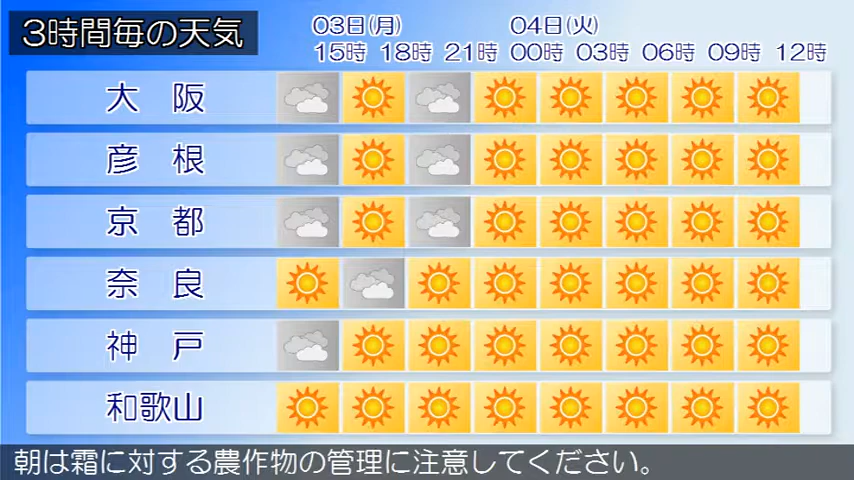 3時間毎の天気
03日(月) 04日(火)
15時 18時 21時 00時 03時 06時 09時 12時
大阪
彦根
京都
奈良
神戸
和歌山
朝は霜に対する農作物の管理に注意してください。